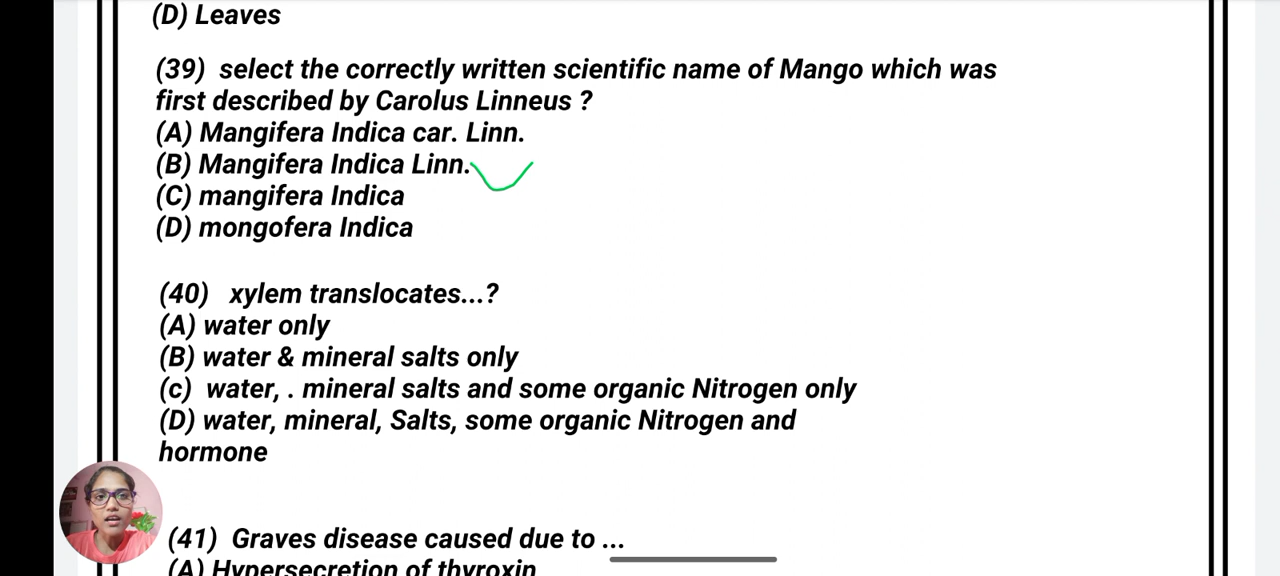 (D) Leaves
(39) select the correctly written scientific name of Mango which was
first described by Carolus Linneus ?
(A) Mangifera Indica car. Linn.
(B) Mangifera Indica Linn.
(C) mangifera Indica
(D) mongofera Indica
(40) xylem translocates...?
(A) water only
(B) water & mineral salts only
(c) water, . mineral salts and some organic Nitrogen only
(D) water, mineral, Salts, some organic Nitrogen and
hormone
(41) Graves disease caused due to ...
(A) Hypersecretion of thyroxin